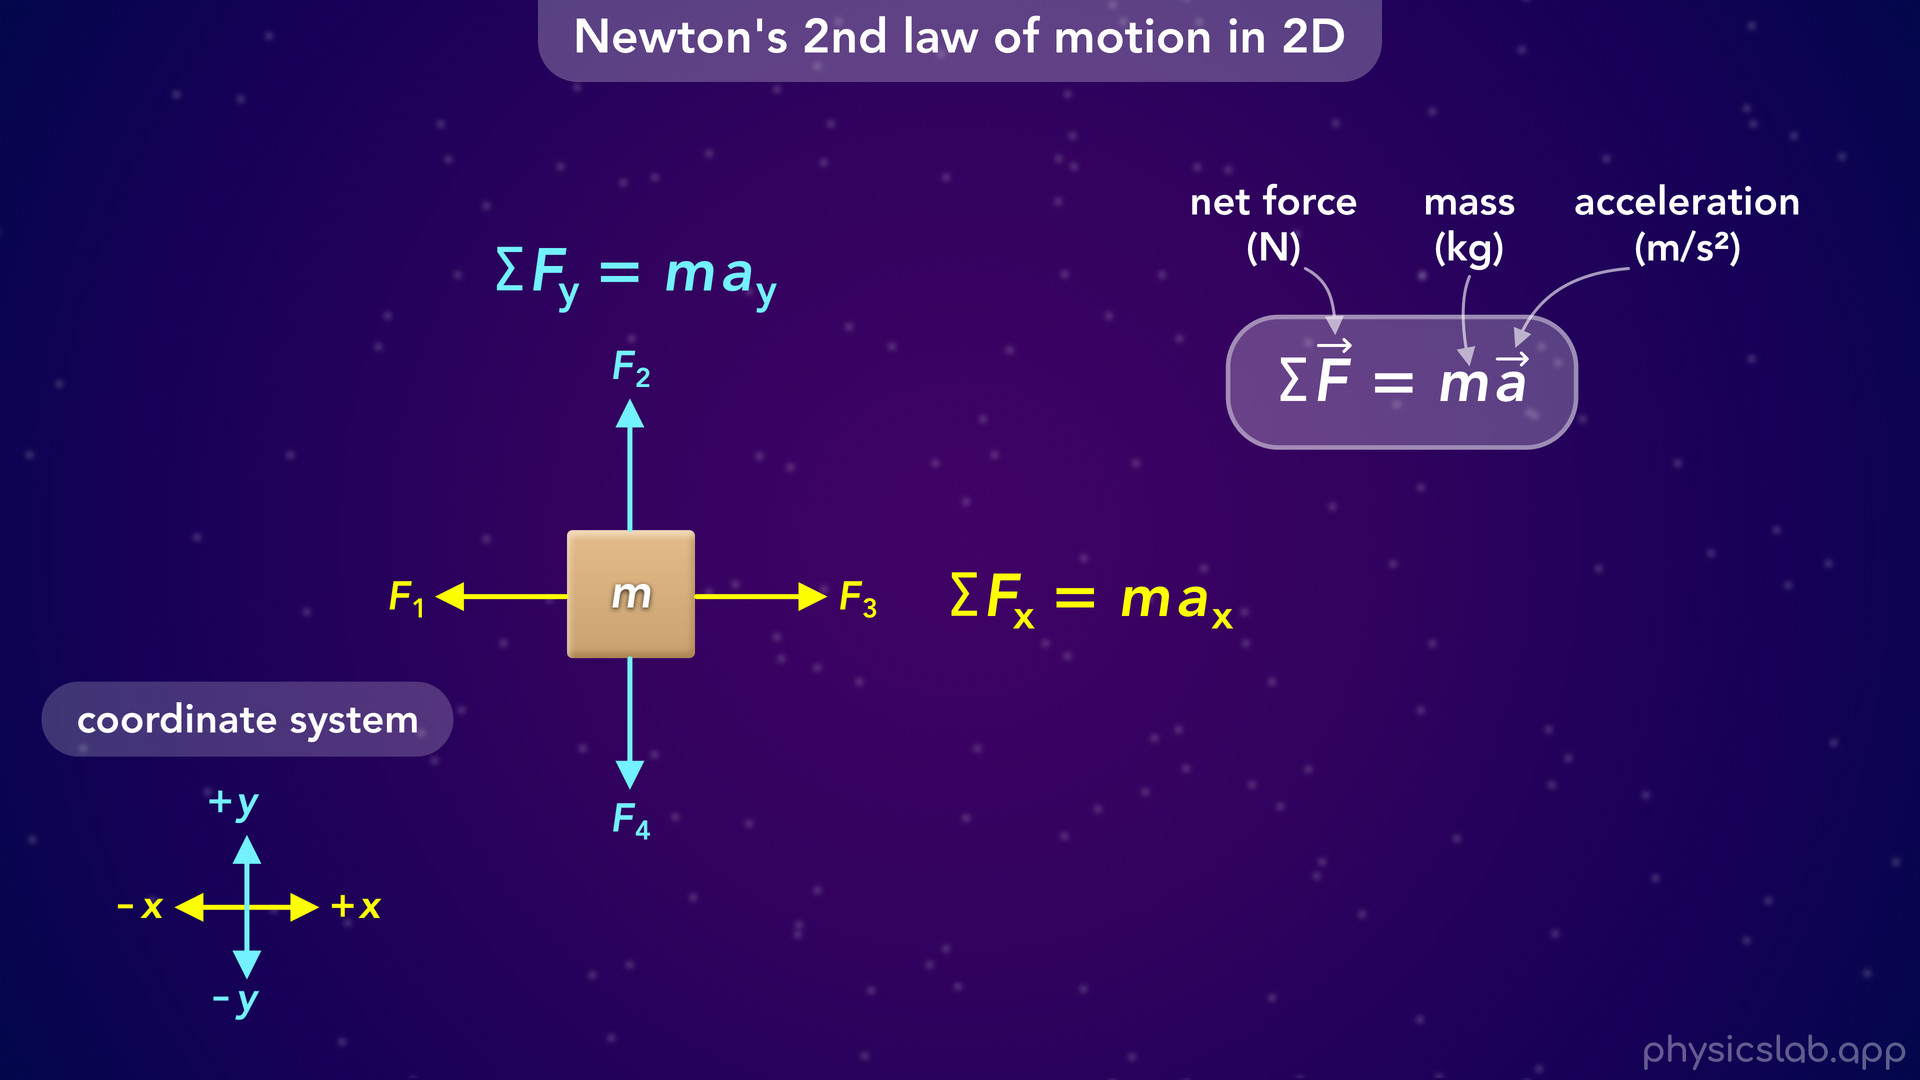 Newton's 2nd law of motion in 2D
net force
(N)
mass
(kg)
acceleration
(m/s²)
ΣF⃗ = ma⃗
ΣFy = may
F₂
F₁
m
F₃
ΣFx = max
F₄
coordinate system
+y
-x
+x
-y
physicslab.app